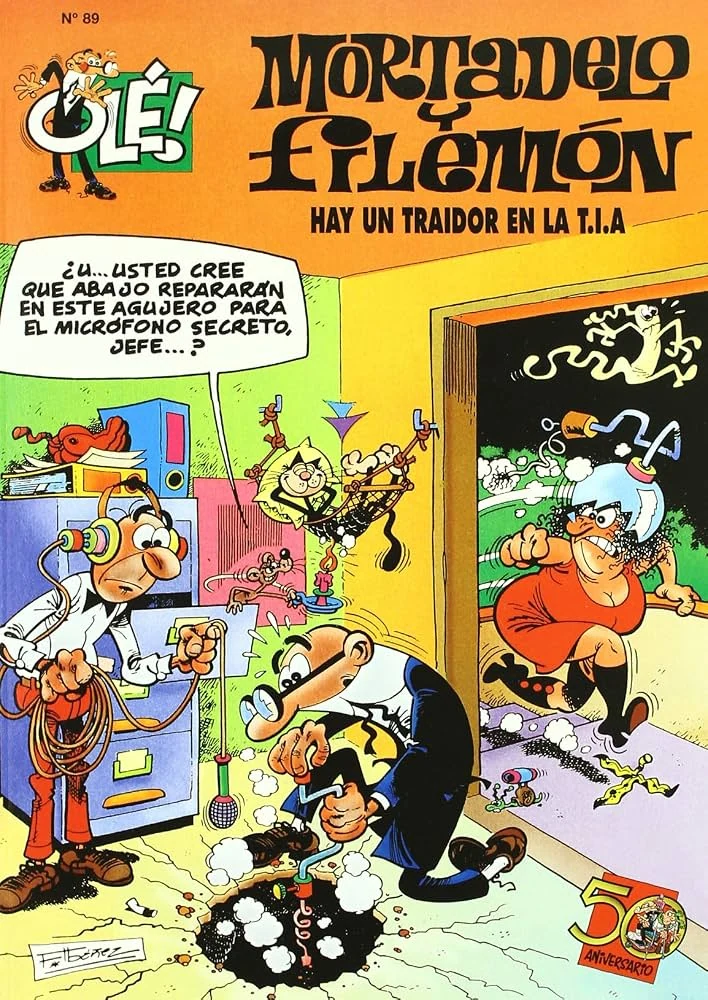 Nº 89
OLÉ!
MORTADELO
Y
FILEMÓN
HAY UN TRAIDOR EN LA T.I.A
¿U... USTED CREE
QUE ABAJO REPARARÁN
EN ESTE AGUJERO PARA
EL MICRÓFONO SECRETO,
JEFE...?
50
ANIVERSARIO